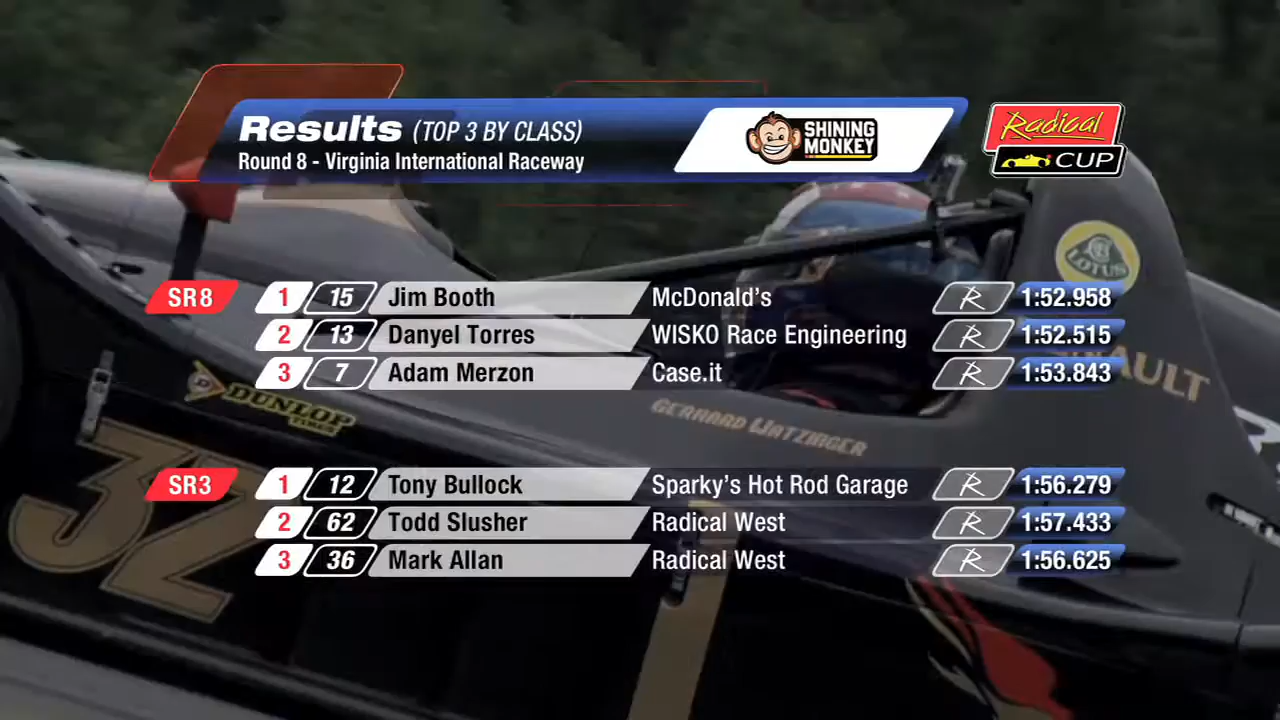 Results (TOP 3 BY CLASS)
Round 8 - Virginia International Raceway
SHINING
MONKEY
Radical
CUP
LOTUS
SR8 1 15 Jim Booth McDonald's R 1:52.958
2 13 Danyel Torres WISKO Race Engineering R 1:52.515
3 7 Adam Merzon Case.it R 1:53.843
AULT
D DUNLOP
TIRES
GERHARD WATZINGER
32
SR3 1 12 Tony Bullock Sparky's Hot Rod Garage R 1:56.279
2 62 Todd Slusher Radical West R 1:57.433
3 36 Mark Allan Radical West R 1:56.625